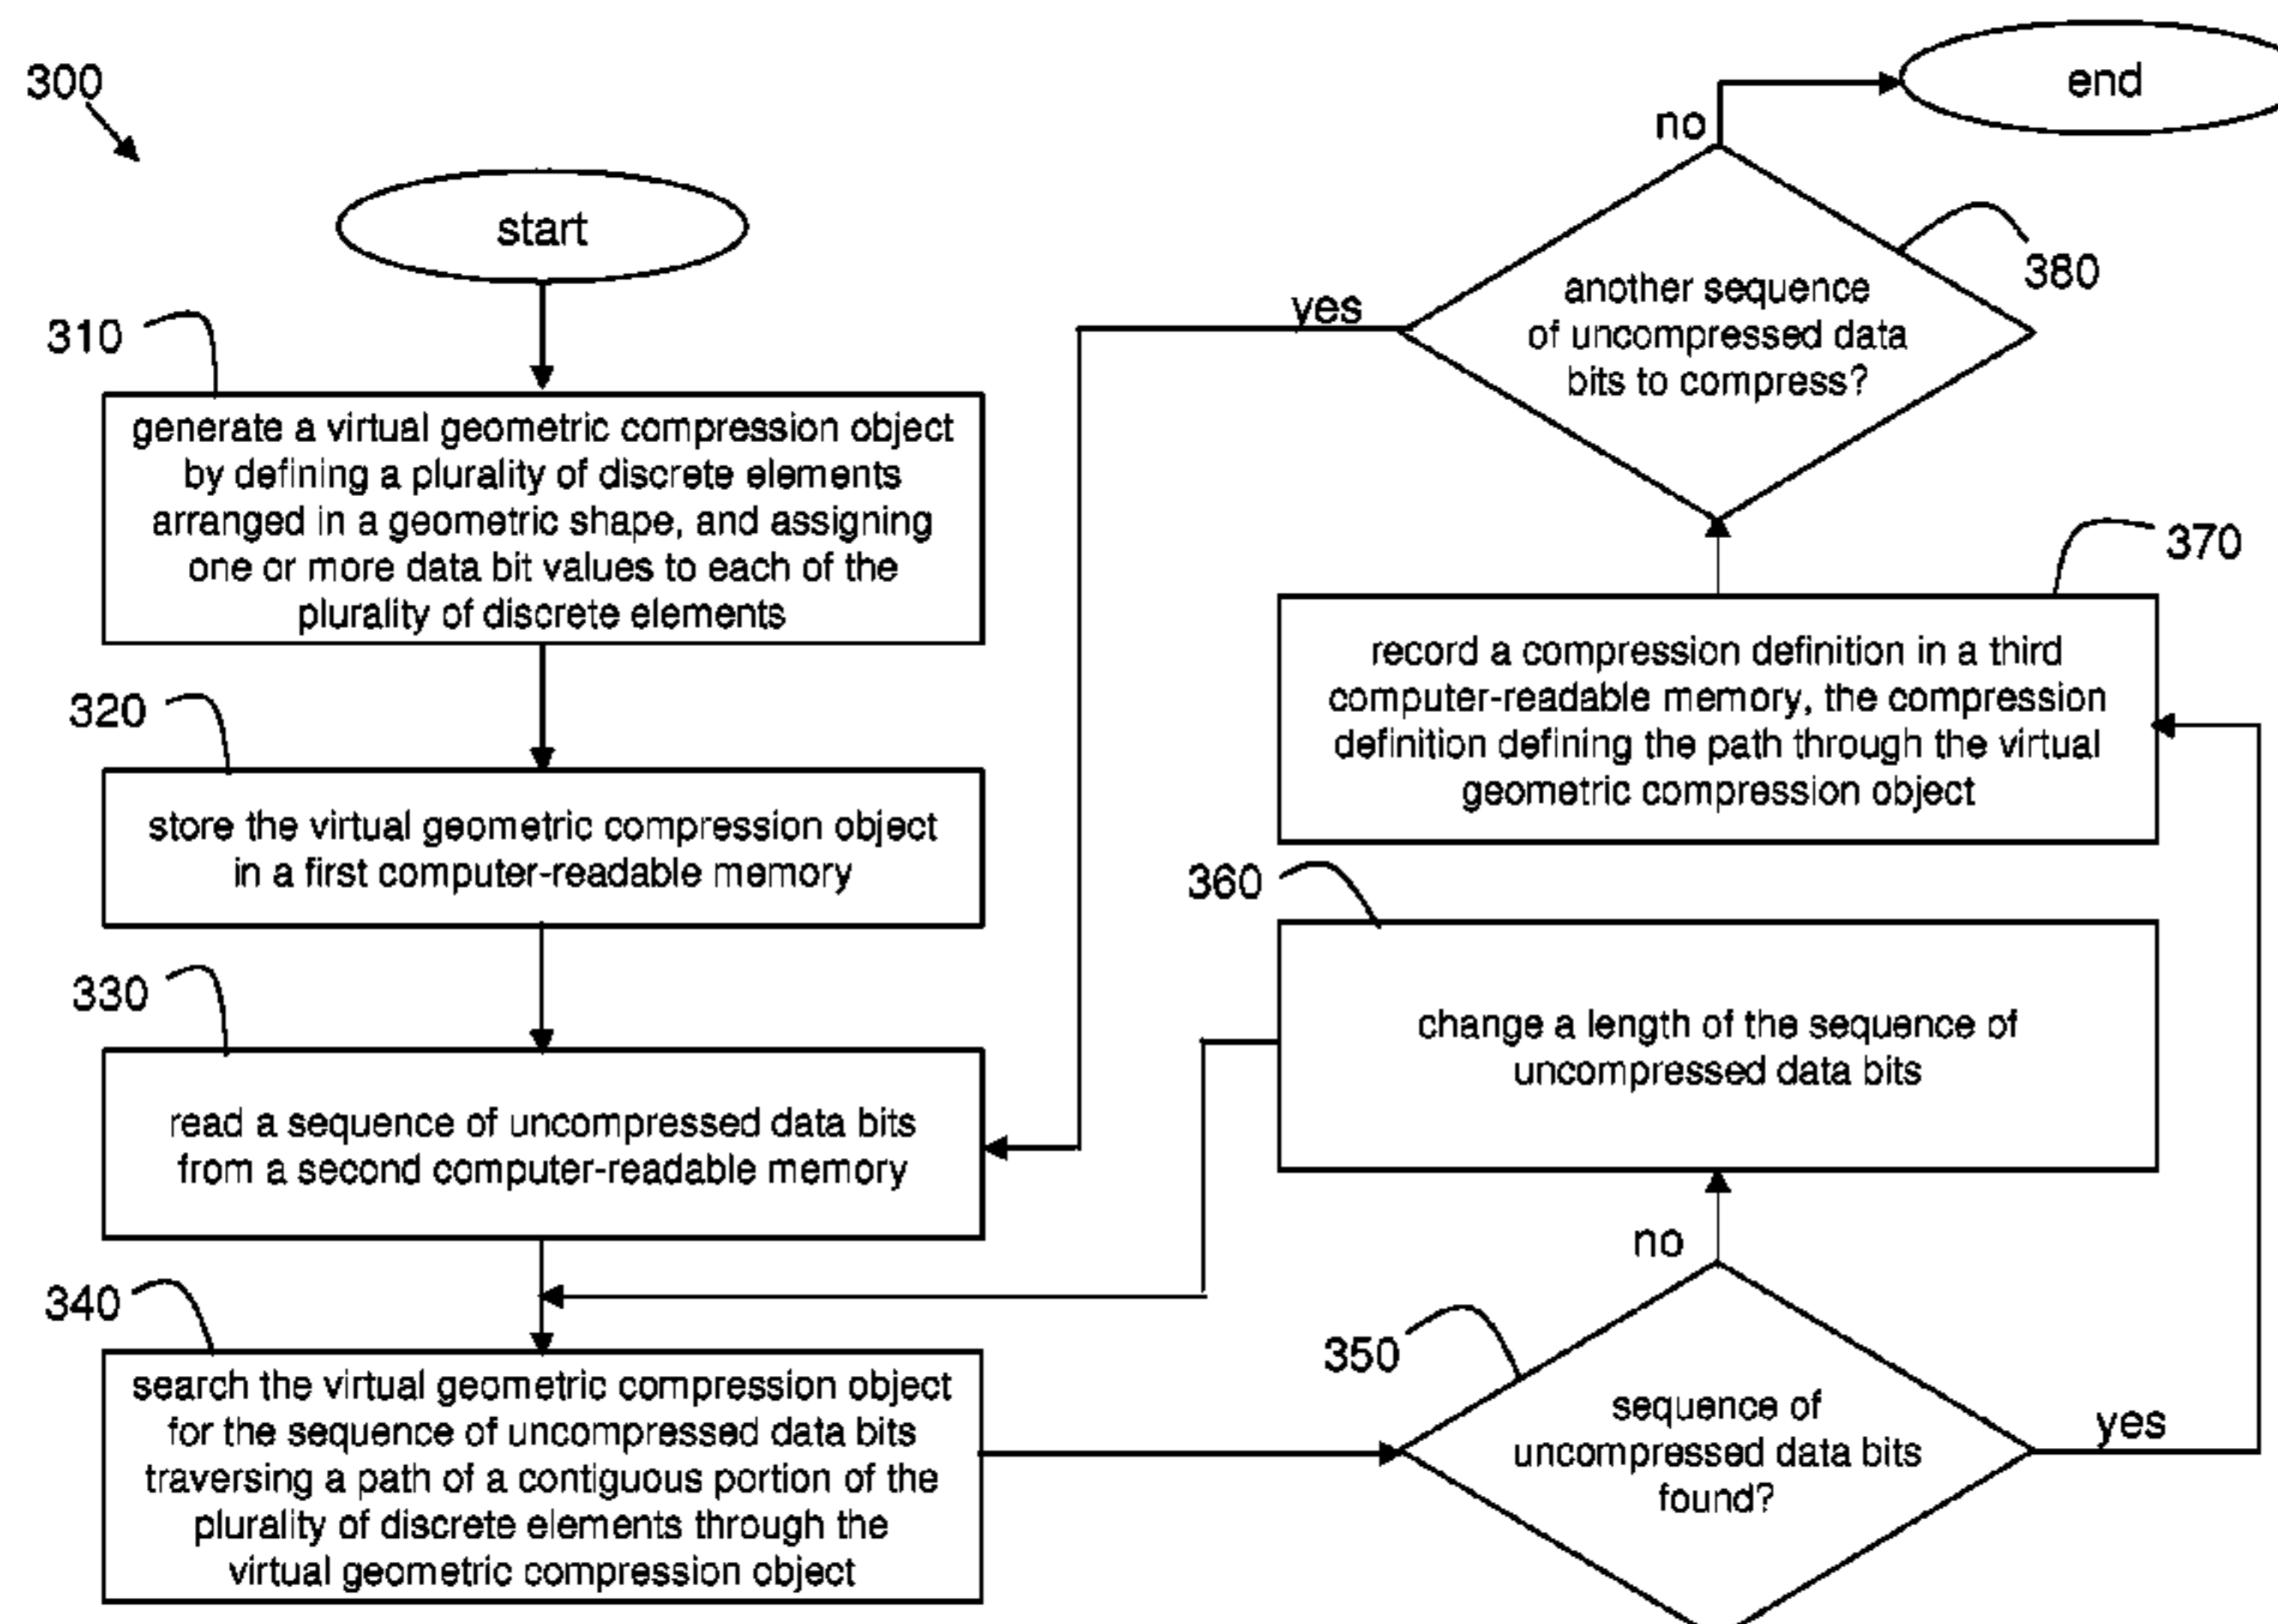 300
start
310
generate a virtual geometric compression object
by defining a plurality of discrete elements
arranged in a geometric shape, and assigning
one or more data bit values to each of the
plurality of discrete elements
320
store the virtual geometric compression object
in a first computer-readable memory
330
read a sequence of uncompressed data bits
from a second computer-readable memory
340
search the virtual geometric compression object
for the sequence of uncompressed data bits
traversing a path of a contiguous portion of the
plurality of discrete elements through the
virtual geometric compression object
350
sequence of
uncompressed data bits
found?
no
yes
360
change a length of the sequence of
uncompressed data bits
370
record a compression definition in a third
computer-readable memory, the compression
definition defining the path through the virtual
geometric compression object
380
another sequence
of uncompressed data
bits to compress?
yes
no
end